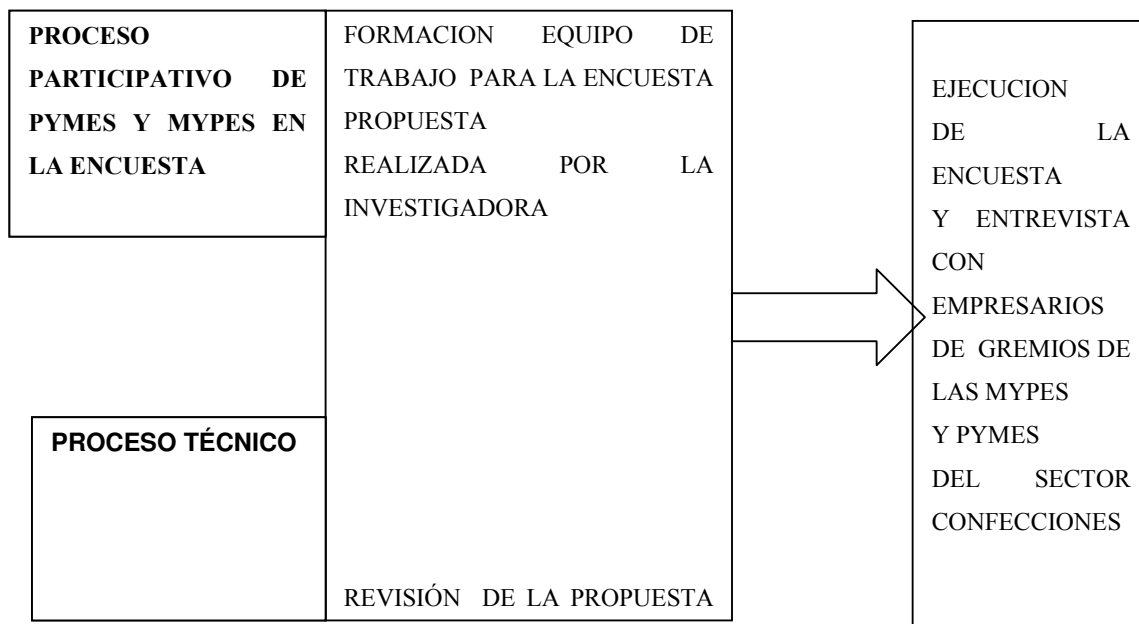 PROCESO
PARTICIPATIVO DE
PYMES Y MYPES EN
LA ENCUESTA
FORMACION EQUIPO DE
TRABAJO PARA LA ENCUESTA
PROPUESTA
REALIZADA POR LA
INVESTIGADORA
PROCESO TÉCNICO
REVISIÓN DE LA PROPUESTA
EJECUCION
DE LA
ENCUESTA
Y ENTREVISTA
CON
EMPRESARIOS
DE GREMIOS DE
LAS MYPES
Y PYMES
DEL SECTOR
CONFECCIONES